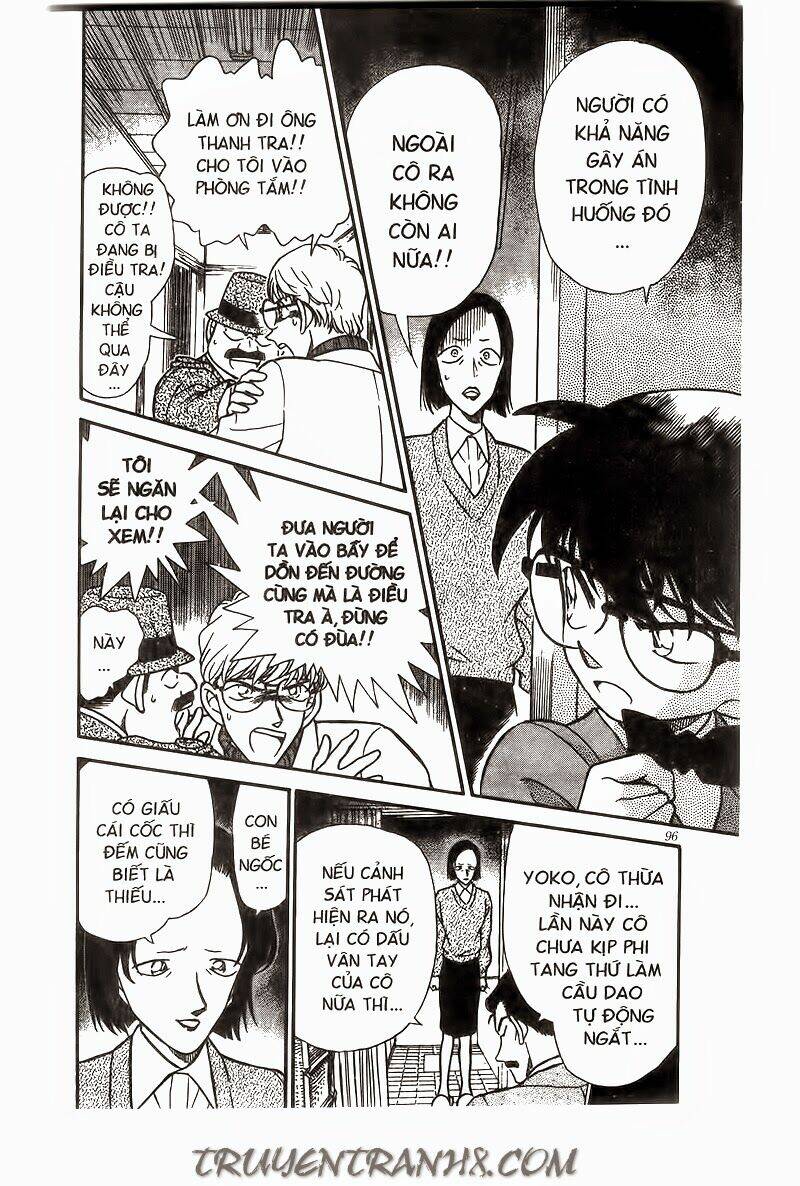 NGƯỜI CÓ
KHẢ NĂNG
GÂY ÁN
TRONG TÌNH
HUỐNG ĐÓ
...
NGOÀI
CÔ RA
KHÔNG
CÒN AI
NỮA!!
LÀM ƠN ĐI ÔNG
THANH TRA!!
CHO TÔI VÀO
PHÒNG TẮM!!
KHÔNG
ĐƯỢC!!
CÔ TA
ĐANG BỊ
ĐIỀU TRA!
CẬU
KHÔNG
THỂ
QUA
ĐÂY
...
ĐƯA NGƯỜI
TA VÀO BẪY ĐỂ
DỒN ĐẾN ĐƯỜNG
CÙNG MÀ LÀ ĐIỀU
TRA À, ĐỪNG
CÓ ĐÙA!!
TÔI
SẼ NGĂN
LẠI CHO
XEM!!
NÀY
...
96
YOKO, CÔ THỪA
NHẬN ĐI...
LẦN NÀY CÔ
CHƯA KỊP PHI
TANG THỨ LÀM
CẦU DAO
TỰ ĐỘNG
NGẮT...
NẾU CẢNH
SÁT PHÁT
HIỆN RA NÓ,
LẠI CÓ DẤU
VÂN TAY
CỦA CÔ
NỮA THÌ...
CON
BÉ
NGỐC
...
CÓ GIẤU
CÁI CỐC THÌ
ĐẾM CŨNG
BIẾT LÀ
THIẾU...
TRUYENTRANH8.COM